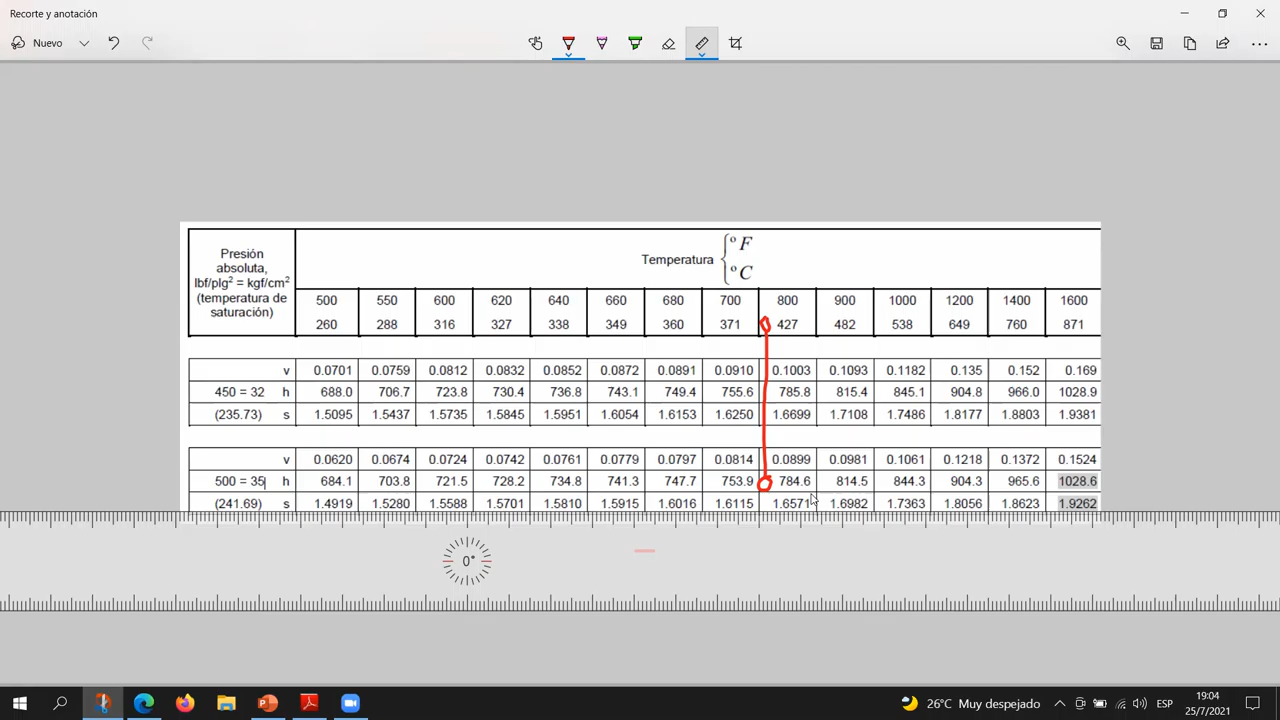 Recorte y anotación
Nuevo
Presión
absoluta,
lbf/plg² = kgf/cm²
(temperatura de
saturación)
Temperatura { º F
º C
500 550 600 620 640 660 680 700 800 900 1000 1200 1400 1600
260 288 316 327 338 349 360 371 427 482 538 649 760 871
v 0.0701 0.0759 0.0812 0.0832 0.0852 0.0872 0.0891 0.0910 0.1003 0.1093 0.1182 0.135 0.152 0.169
450 = 32 h 688.0 706.7 723.8 730.4 736.8 743.1 749.4 755.6 785.8 815.4 845.1 904.8 966.0 1028.9
(235.73) s 1.5095 1.5437 1.5735 1.5845 1.5951 1.6054 1.6153 1.6250 1.6699 1.7108 1.7486 1.8177 1.8803 1.9381
v 0.0620 0.0674 0.0724 0.0742 0.0761 0.0779 0.0797 0.0814 0.0899 0.0981 0.1061 0.1218 0.1372 0.1524
500 = 35 h 684.1 703.8 721.5 728.2 734.8 741.3 747.7 753.9 784.6 814.5 844.3 904.3 965.6 1028.6
(241.69) s 1.4919 1.5280 1.5588 1.5701 1.5810 1.5915 1.6016 1.6115 1.6571 1.6982 1.7363 1.8056 1.8623 1.9262
0°
26°C Muy despejado
ESP
19:04
25/7/2021